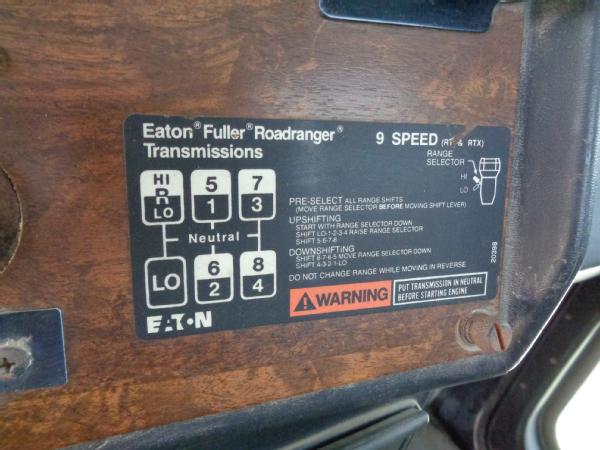 Eaton® Fuller® Roadranger®
Transmissions
9 SPEED (RT & RTX)
RANGE
SELECTOR
HI
LO
HI
R
LO
5
1
7
3
Neutral
LO
6
2
8
4
PRE-SELECT ALL RANGE SHIFTS
(MOVE RANGE SELECTOR BEFORE MOVING SHIFT LEVER)
UPSHIFTING
START WITH RANGE SELECTOR DOWN
SHIFT LO-1-2-3-4 RAISE RANGE SELECTOR
SHIFT 5-6-7-8
DOWNSHIFTING
SHIFT 8-7-6-5 MOVE RANGE SELECTOR DOWN
SHIFT 4-3-2-1-LO
DO NOT CHANGE RANGE WHILE MOVING IN REVERSE
20398
WARNING
PUT TRANSMISSION IN NEUTRAL
BEFORE STARTING ENGINE
EATON